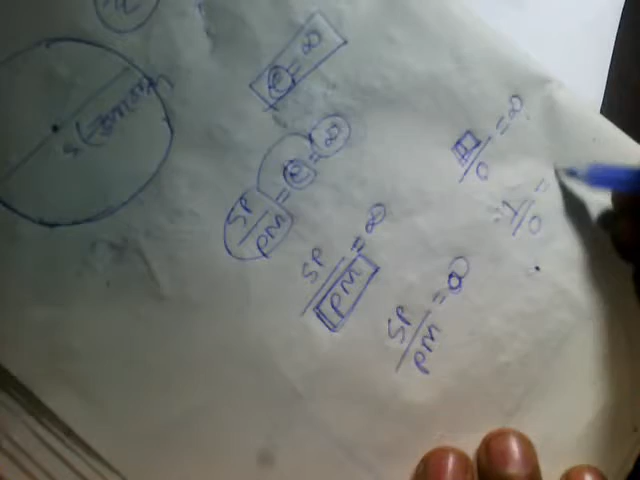 e = ∞
SP/PM = e = ∞
SP/PM = ∞
SP/PM = ∞
/0 = ∞
1/0 =